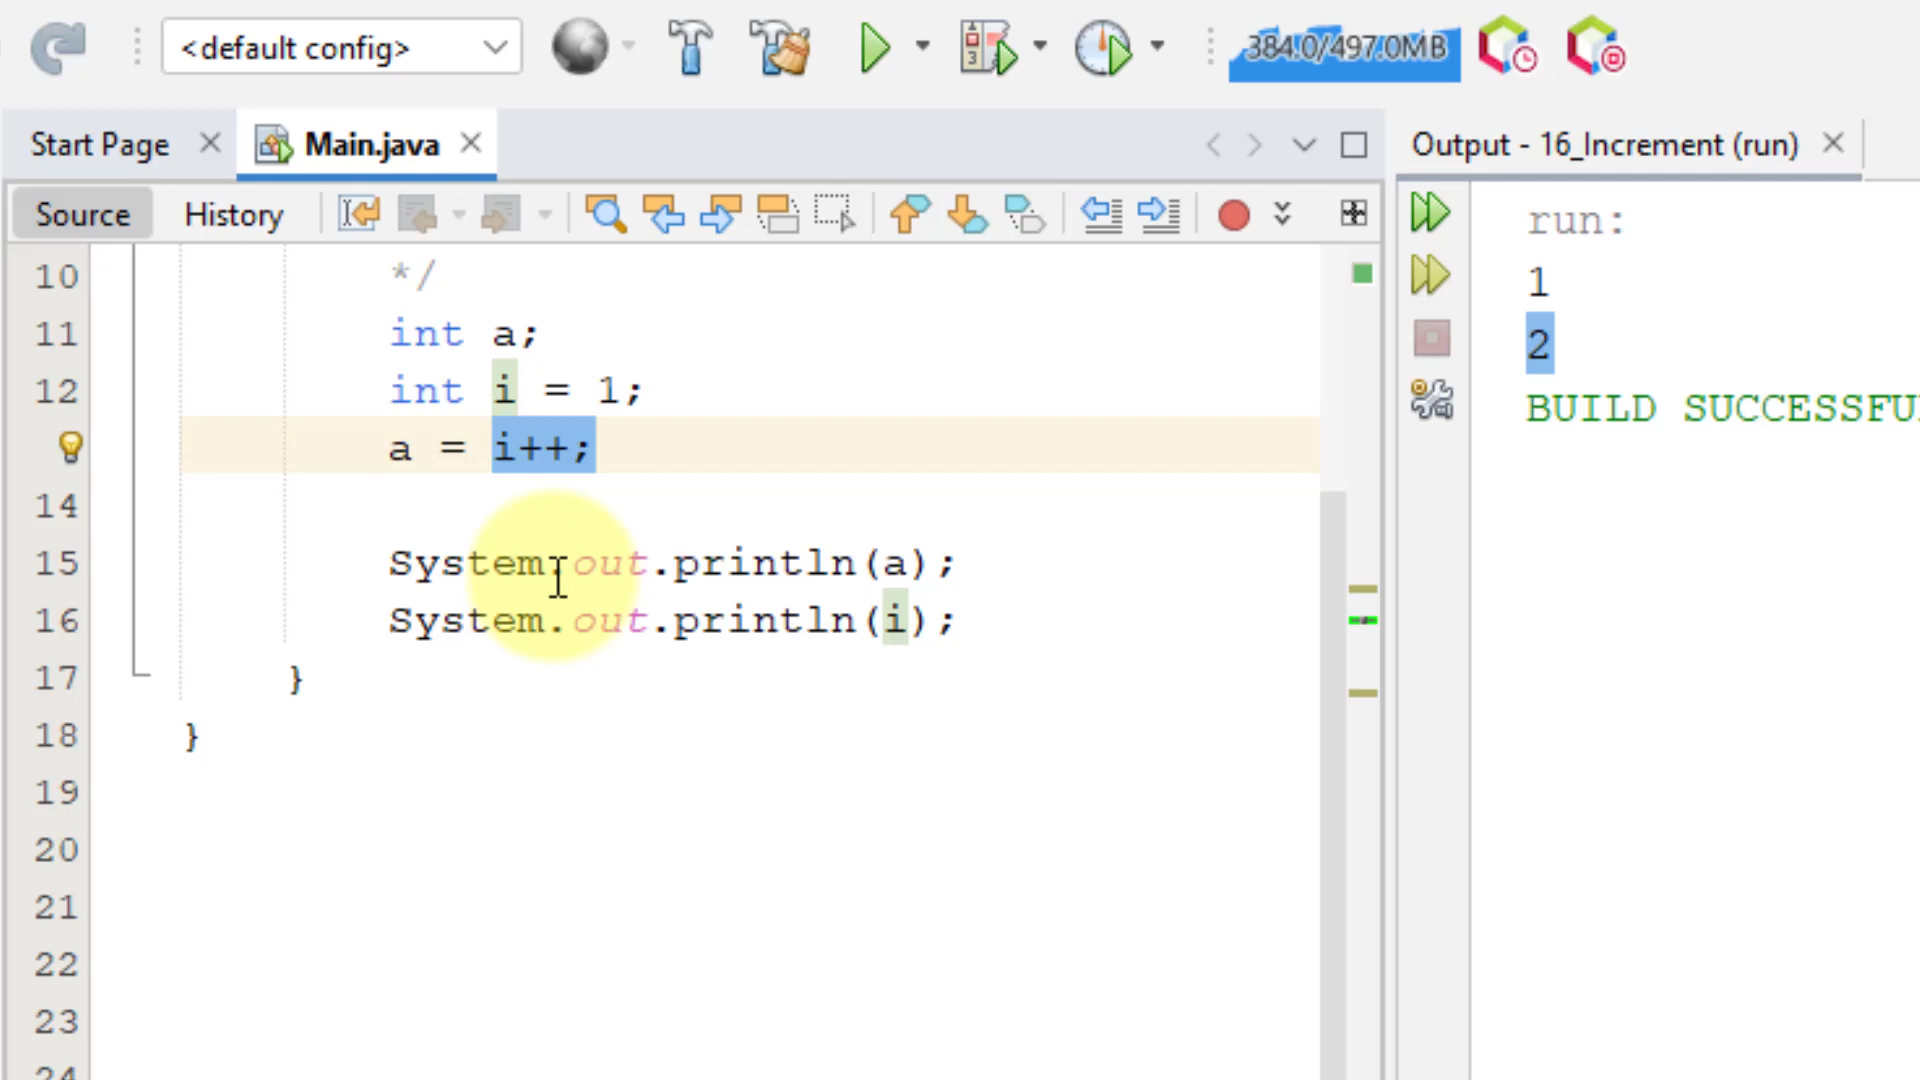 <default config>
384.0/497.0MB
Start Page
Main.java
Output - 16_Increment (run)
Source
History
10 */
11 int a;
12 int i = 1;
a = i++;
14
15 System.out.println(a);
16 System.out.println(i);
17 }
18 }
19
20
21
22
23
24
run:
1
2
BUILD SUCCESSFU